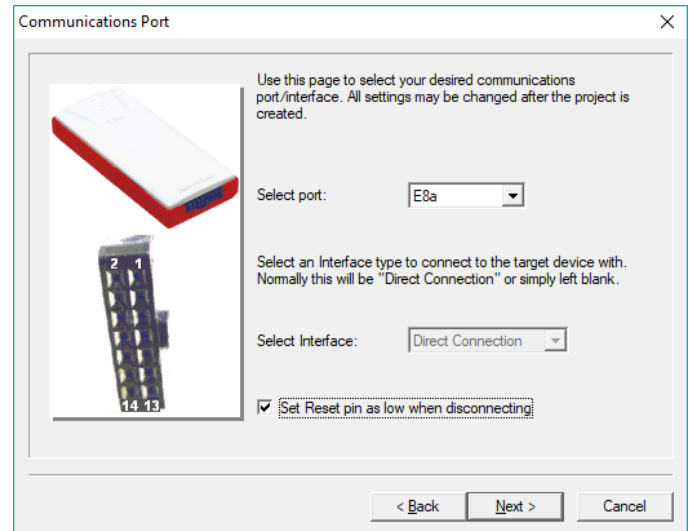 Communications Port
Use this page to select your desired communications
port/interface. All settings may be changed after the project is
created.
Select port:
E8a
Select an Interface type to connect to the target device with.
Normally this will be "Direct Connection" or simply left blank.
2 1
Select Interface:
Direct Connection
14 13
Set Reset pin as low when disconnecting
< Back
Next >
Cancel